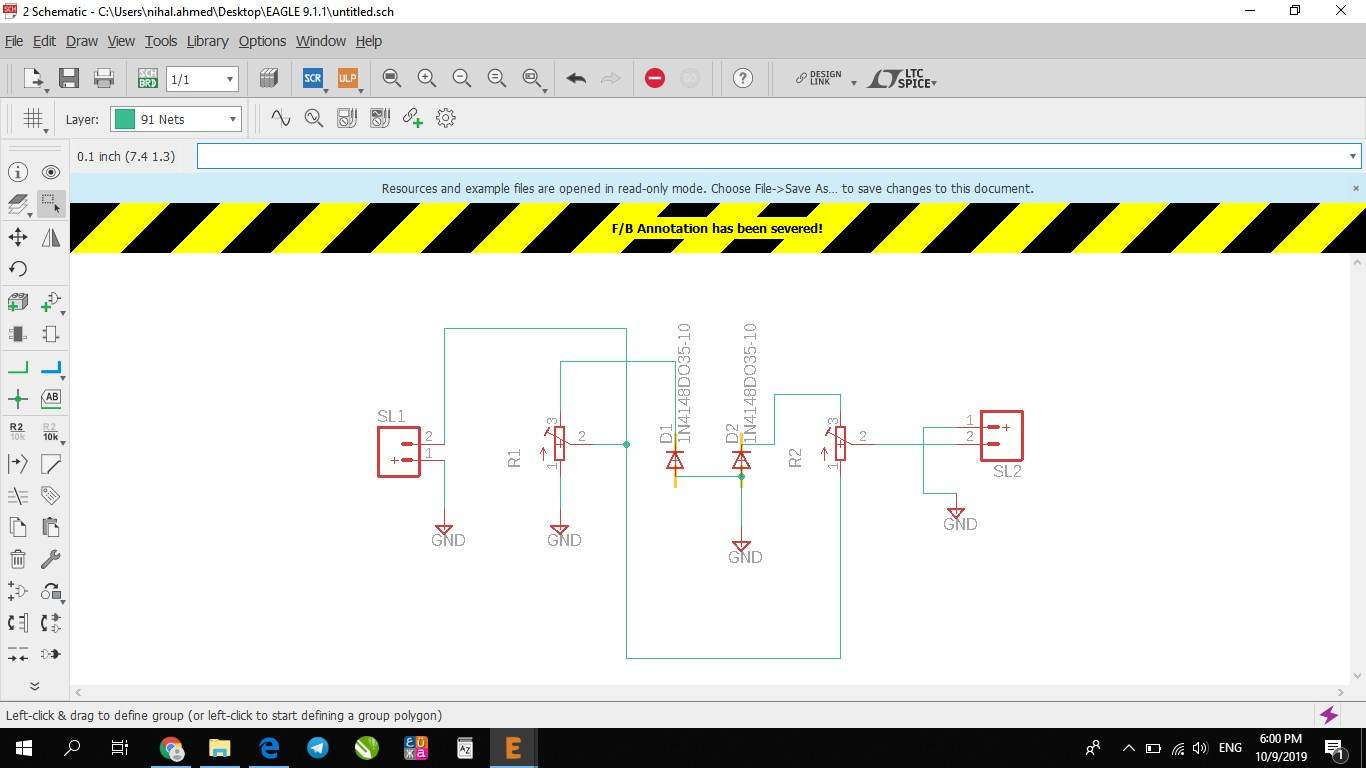 2 Schematic - C:\Users\nihal.ahmed\Desktop\EAGLE 9.1.1\untitled.sch
File Edit Draw View Tools Library Options Window Help
SCH BRD 1/1 SCR ULP DESIGN LINK LTC SPICE
Layer: 91 Nets
0.1 inch (7.4 1.3)
Resources and example files are opened in read-only mode. Choose File->Save As... to save changes to this document.
F/B Annotation has been severed!
SL1
2
1
+
GND
R1
3
2
1
GND
D1
1N4148DO35-10
D2
1N4148DO35-10
GND
R2
3
2
1
1
2
+
SL2
GND
AB
R2
10k
R2
10k
Left-click & drag to define group (or left-click to start defining a group polygon)
ENG
6:00 PM
10/9/2019
1